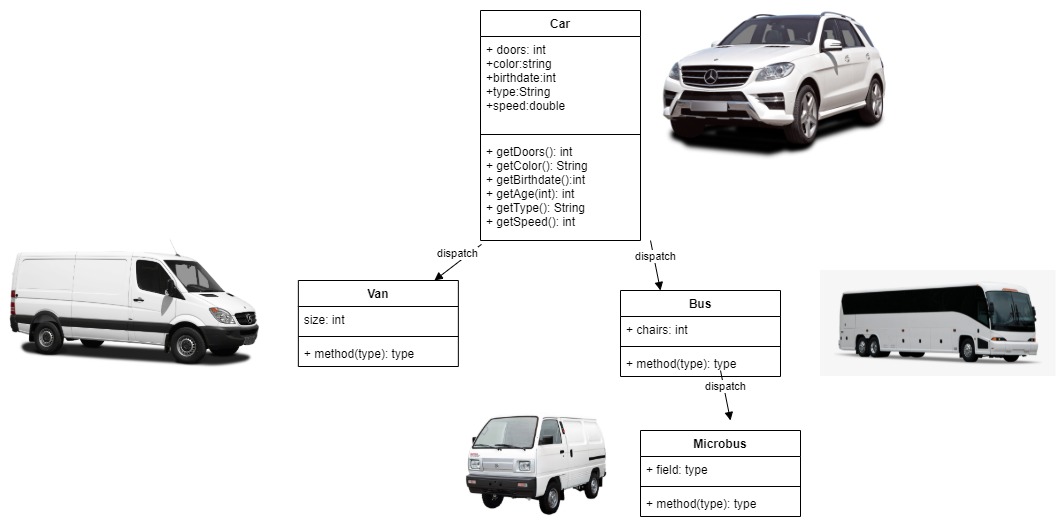 Car
+ doors: int
+color:string
+birthdate:int
+type:String
+speed:double
+ getDoors(): int
+ getColor(): String
+ getBirthdate():int
+ getAge(int): int
+ getType(): String
+ getSpeed(): int
dispatch
dispatch
Van
size: int
+ method(type): type
Bus
+ chairs: int
+ method(type): type
dispatch
Microbus
+ field: type
+ method(type): type